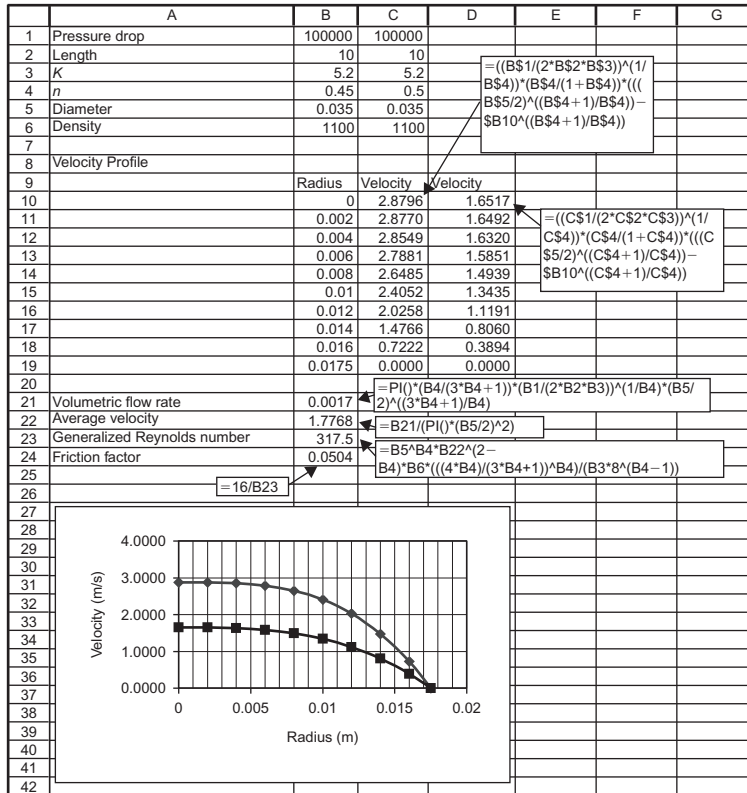 A B C D E F G
1 Pressure drop 100000 100000
2 Length 10 10
3 K 5.2 5.2
4 n 0.45 0.5
5 Diameter 0.035 0.035
6 Density 1100 1100
=((B$1/(2*B$2*B$3))^(1/
B$4))*(B$4/(1+B$4))*(((
B$5/2)^((B$4+1)/B$4))−
$B10^((B$4+1)/B$4))
7
8 Velocity Profile
9 Radius Velocity Velocity
10 0 2.8796 1.6517
11 0.002 2.8770 1.6492
12 0.004 2.8549 1.6320
13 0.006 2.7881 1.5851
14 0.008 2.6485 1.4939
15 0.01 2.4052 1.3435
16 0.012 2.0258 1.1191
17 0.014 1.4766 0.8060
18 0.016 0.7222 0.3894
19 0.0175 0.0000 0.0000
=((C$1/(2*C$2*C$3))^(1/
C$4))*(C$4/(1+C$4))*(((C
$5/2)^((C$4+1)/C$4))−
$B10^((C$4+1)/C$4))
20
21 Volumetric flow rate 0.0017
=PI()*(B4/(3*B4+1))*(B1/(2*B2*B3))^(1/B4)*(B5/
2)^((3*B4+1)/B4)
22 Average velocity 1.7768
=B21/(PI()*(B5/2)^2)
23 Generalized Reynolds number 317.5
=B5^B4*B22^(2−
B4)*B6*(((4*B4)/(3*B4+1))^B4)/(B3*8^(B4−1))
24 Friction factor 0.0504
25
=16/B23
26
27
28
29
30
31
32
33
34
35
36
37
38
39
40
41
42
4.0000
3.0000
2.0000
1.0000
0.0000
Velocity (m/s)
0 0.005 0.01 0.015 0.02
Radius (m)